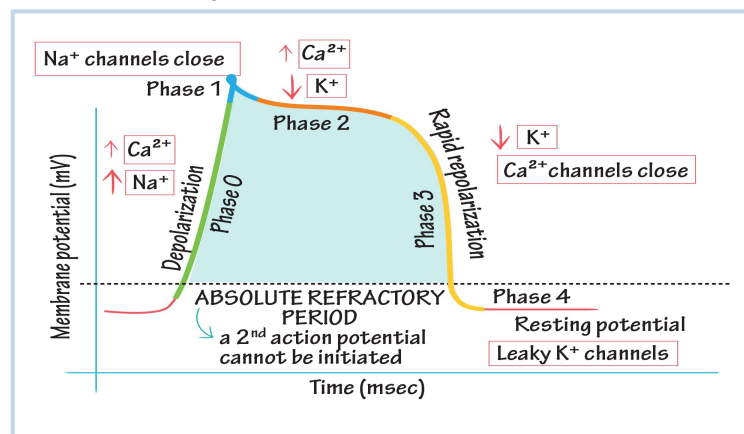 Na⁺ channels close
Phase 1
↑ Ca²⁺
↓ K⁺
Phase 2
↑ Ca²⁺
↑ Na⁺
Depolarization
Phase 0
Rapid repolarization
Phase 3
↓ K⁺
Ca²⁺ channels close
Membrane potential (mV)
ABSOLUTE REFRACTORY
PERIOD
a 2ⁿᵈ action potential
cannot be initiated
Phase 4
Resting potential
Leaky K⁺ channels
Time (msec)